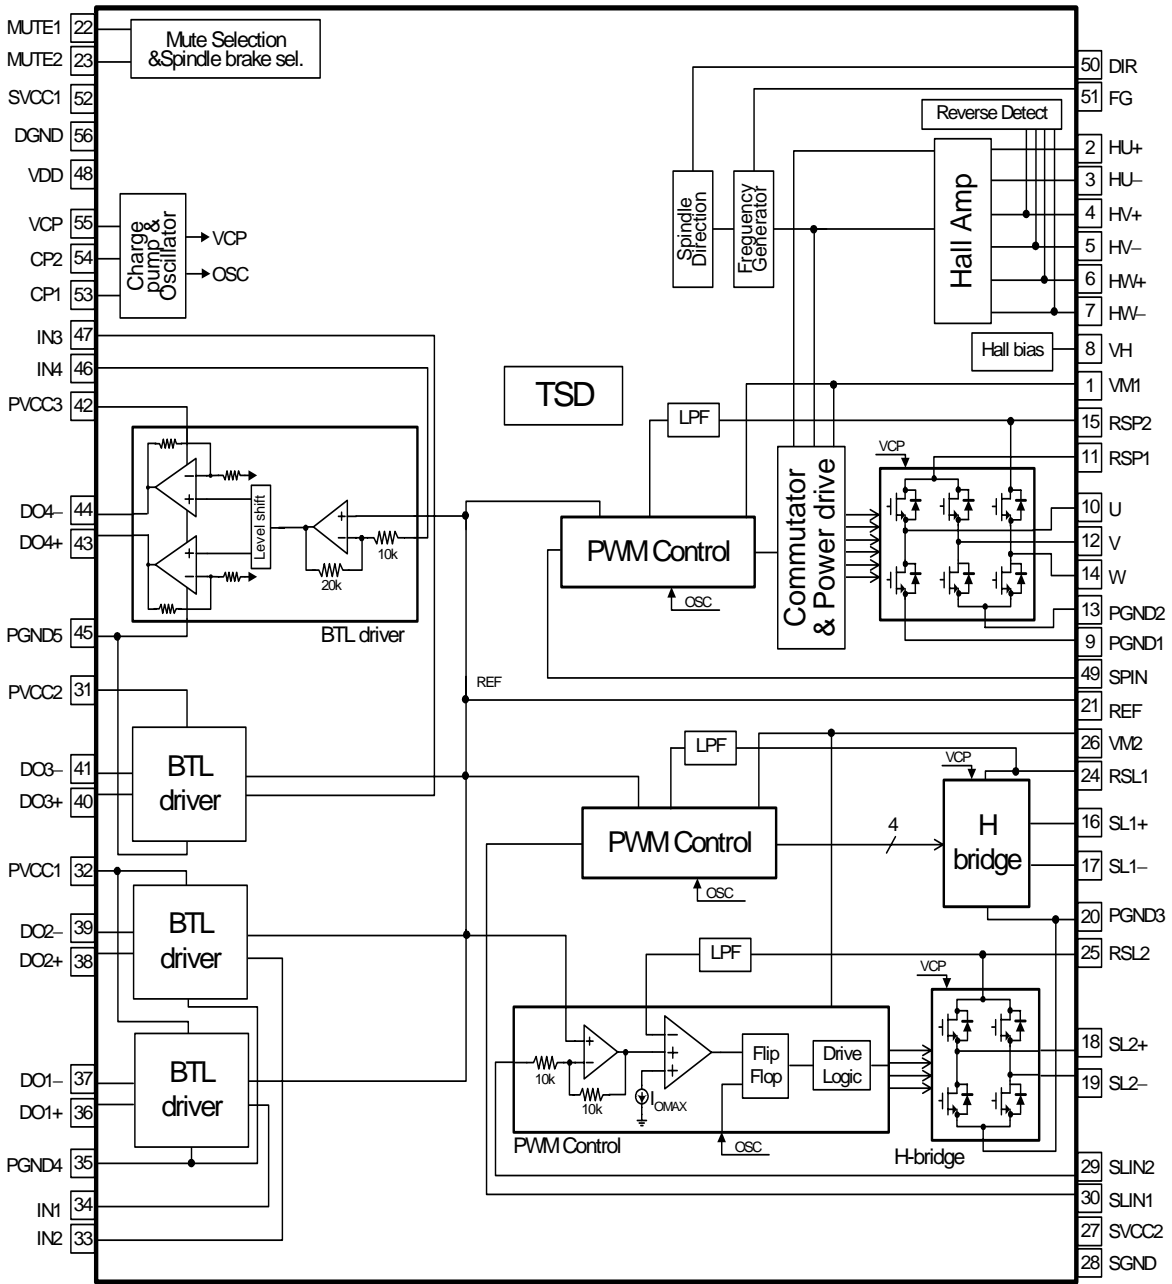 MUTE1 22
MUTE2 23
SVCC1 52
DGND 56
VDD 48
VCP 55
CP2 54
CP1 53
IN3 47
IN4 46
PVCC3 42
DO4– 44
DO4+ 43
PGND5 45
PVCC2 31
DO3– 41
DO3+ 40
PVCC1 32
DO2– 39
DO2+ 38
DO1– 37
DO1+ 36
PGND4 35
IN1 34
IN2 33
Mute Selection
&Spindle brake sel.
Charge
pump &
Oscillator
VCP
OSC
Level shift
10k
20k
BTL driver
BTL
driver
BTL
driver
BTL
driver
REF
TSD
Spindle
Direction
Freguency
Generator
Reverse Detect
Hall Amp
Hall bias
LPF
PWM Control
OSC
Commutator
& Power drive
VCP
LPF
PWM Control
OSC
4
VCP
H
bridge
LPF
10k
10k
IOMAX
Flip
Flop
Drive
Logic
PWM Control
OSC
VCP
H-bridge
50 DIR
51 FG
2 HU+
3 HU–
4 HV+
5 HV–
6 HW+
7 HW–
8 VH
1 VM1
15 RSP2
11 RSP1
10 U
12 V
14 W
13 PGND2
9 PGND1
49 SPIN
21 REF
26 VM2
24 RSL1
16 SL1+
17 SL1–
20 PGND3
25 RSL2
18 SL2+
19 SL2–
29 SLIN2
30 SLIN1
27 SVCC2
28 SGND